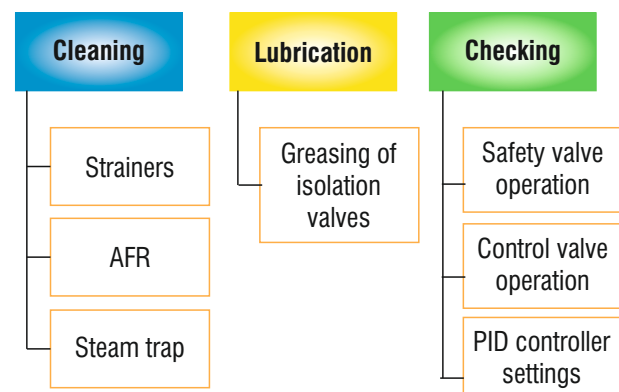 Cleaning
Strainers
AFR
Steam trap
Lubrication
Greasing of
isolation
valves
Checking
Safety valve
operation
Control valve
operation
PID controller
settings